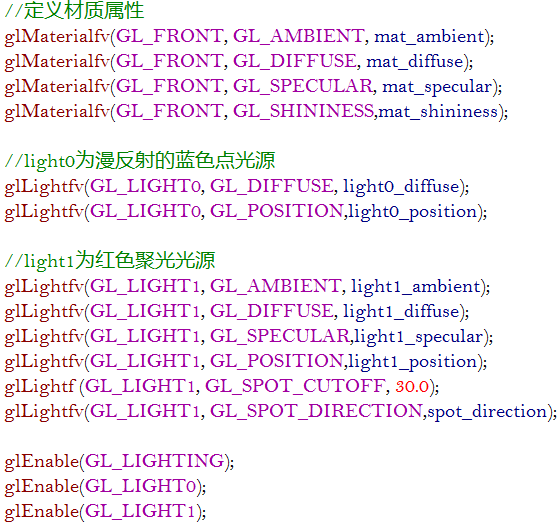 //定义材质属性
glMaterialfv(GL_FRONT, GL_AMBIENT, mat_ambient);
glMaterialfv(GL_FRONT, GL_DIFFUSE, mat_diffuse);
glMaterialfv(GL_FRONT, GL_SPECULAR, mat_specular);
glMaterialfv(GL_FRONT, GL_SHININESS,mat_shininess);
//light0为漫反射的蓝色点光源
glLightfv(GL_LIGHT0, GL_DIFFUSE, light0_diffuse);
glLightfv(GL_LIGHT0, GL_POSITION,light0_position);
//light1为红色聚光光源
glLightfv(GL_LIGHT1, GL_AMBIENT, light1_ambient);
glLightfv(GL_LIGHT1, GL_DIFFUSE, light1_diffuse);
glLightfv(GL_LIGHT1, GL_SPECULAR,light1_specular);
glLightfv(GL_LIGHT1, GL_POSITION,light1_position);
glLightf (GL_LIGHT1, GL_SPOT_CUTOFF, 30.0);
glLightfv(GL_LIGHT1, GL_SPOT_DIRECTION,spot_direction);
glEnable(GL_LIGHTING);
glEnable(GL_LIGHT0);
glEnable(GL_LIGHT1);